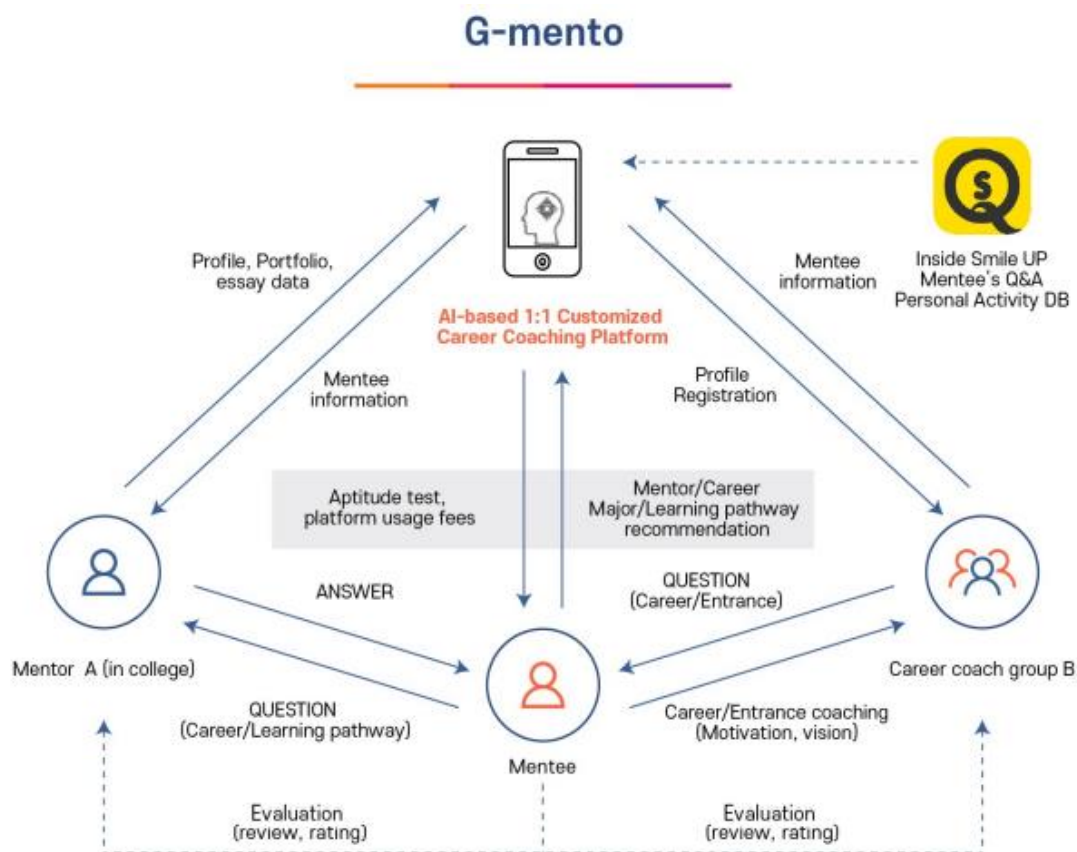 G-mento
S
Q
Profile, Portfolio,
essay data
Mentee
information
Inside Smile UP
Mentee's Q&A
Personal Activity DB
AI-based 1:1 Customized
Career Coaching Platform
Mentee
information
Profile
Registration
Aptitude test,
platform usage fees
Mentor/Career
Major/Learning pathway
recommendation
ANSWER
QUESTION
(Career/Entrance)
Mentor A (in college)
Career coach group B
QUESTION
(Career/Learning pathway)
Career/Entrance coaching
(Motivation, vision)
Mentee
Evaluation
(review, rating)
Evaluation
(review, rating)